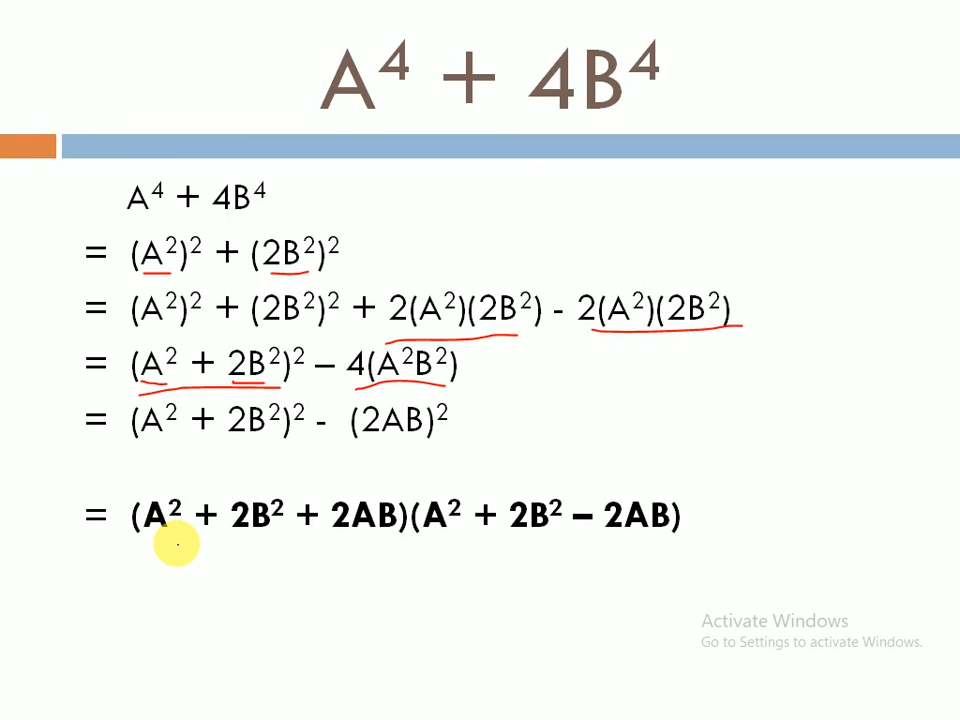 A⁴ + 4B⁴
A⁴ + 4B⁴
= (A²)² + (2B²)²
= (A²)² + (2B²)² + 2(A²)(2B²) - 2(A²)(2B²)
= (A² + 2B²)² – 4(A²B²)
= (A² + 2B²)² - (2AB)²
= (A² + 2B² + 2AB)(A² + 2B² – 2AB)
Activate Windows
Go to Settings to activate Windows.